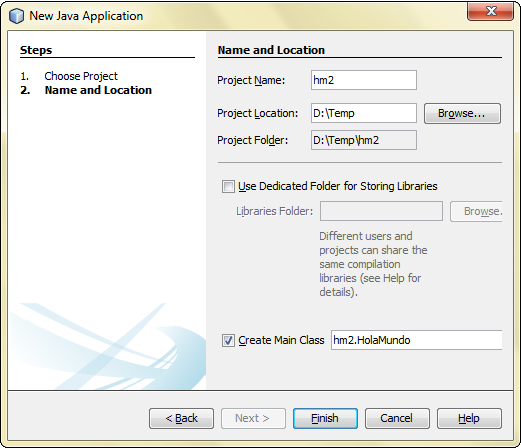 New Java Application
Steps
1. Choose Project
2. Name and Location
Name and Location
Project Name: hm2
Project Location: D:\Temp Browse...
Project Folder: D:\Temp\hm2
Use Dedicated Folder for Storing Libraries
Libraries Folder: Browse.
Different users and
projects can share the
same compilation
libraries (see Help for
details).
Create Main Class hm2.HolaMundo
< Back Next > Finish Cancel Help